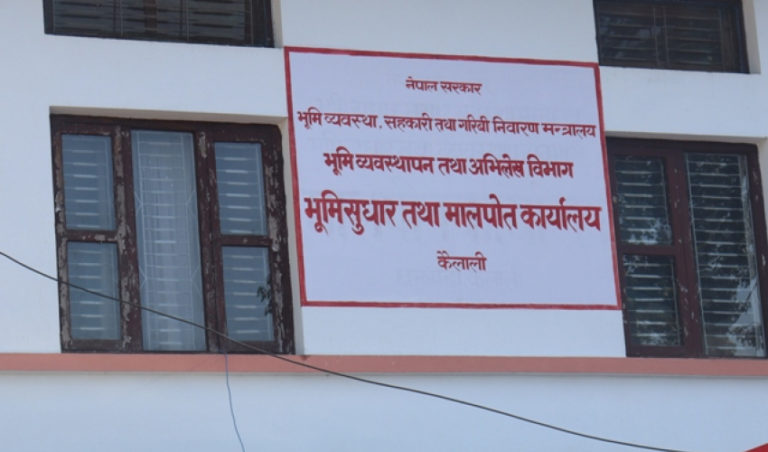 नेपाल सरकार
भूमि व्यवस्था, सहकारी तथा गरिवी निवारण मन्त्रालय
भूमि व्यवस्थापन तथा अभिलेख विभाग
भूमिसुधार तथा मालपोत कार्यालय
कैलाली